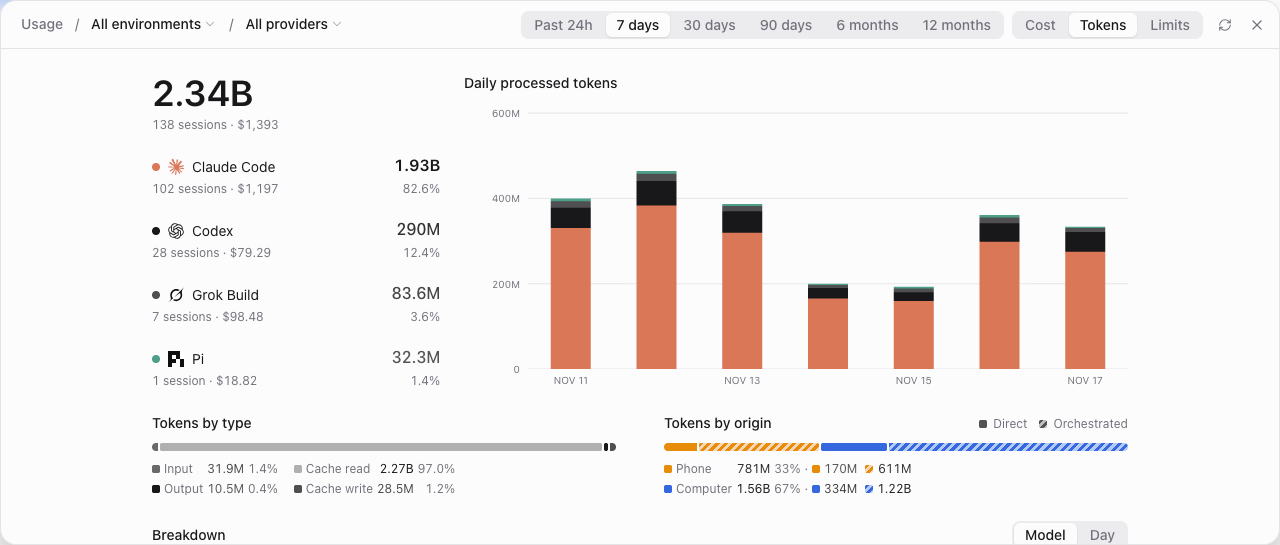 Usage / All environments / All providers
Past 24h 7 days 30 days 90 days 6 months 12 months
Cost Tokens Limits
2.34B
138 sessions · $1,393
Claude Code 1.93B
102 sessions · $1,197 82.6%
Codex 290M
28 sessions · $79.29 12.4%
Grok Build 83.6M
7 sessions · $98.48 3.6%
Pi 32.3M
1 session · $18.82 1.4%
Daily processed tokens
600M
400M
200M
0
NOV 11 NOV 13 NOV 15 NOV 17
Tokens by type
Input 31.9M 1.4% Cache read 2.27B 97.0%
Output 10.5M 0.4% Cache write 28.5M 1.2%
Tokens by origin Direct Orchestrated
Phone 781M 33% · 170M 611M
Computer 1.56B 67% · 334M 1.22B
Breakdown Model Day